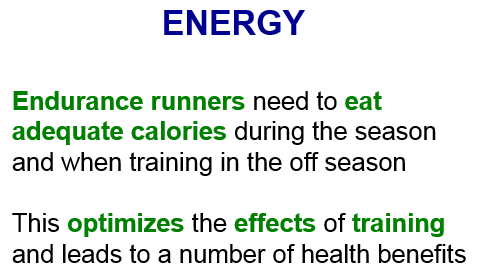 ENERGY
Endurance runners need to eat
adequate calories during the season
and when training in the off season
This optimizes the effects of training
and leads to a number of health benefits